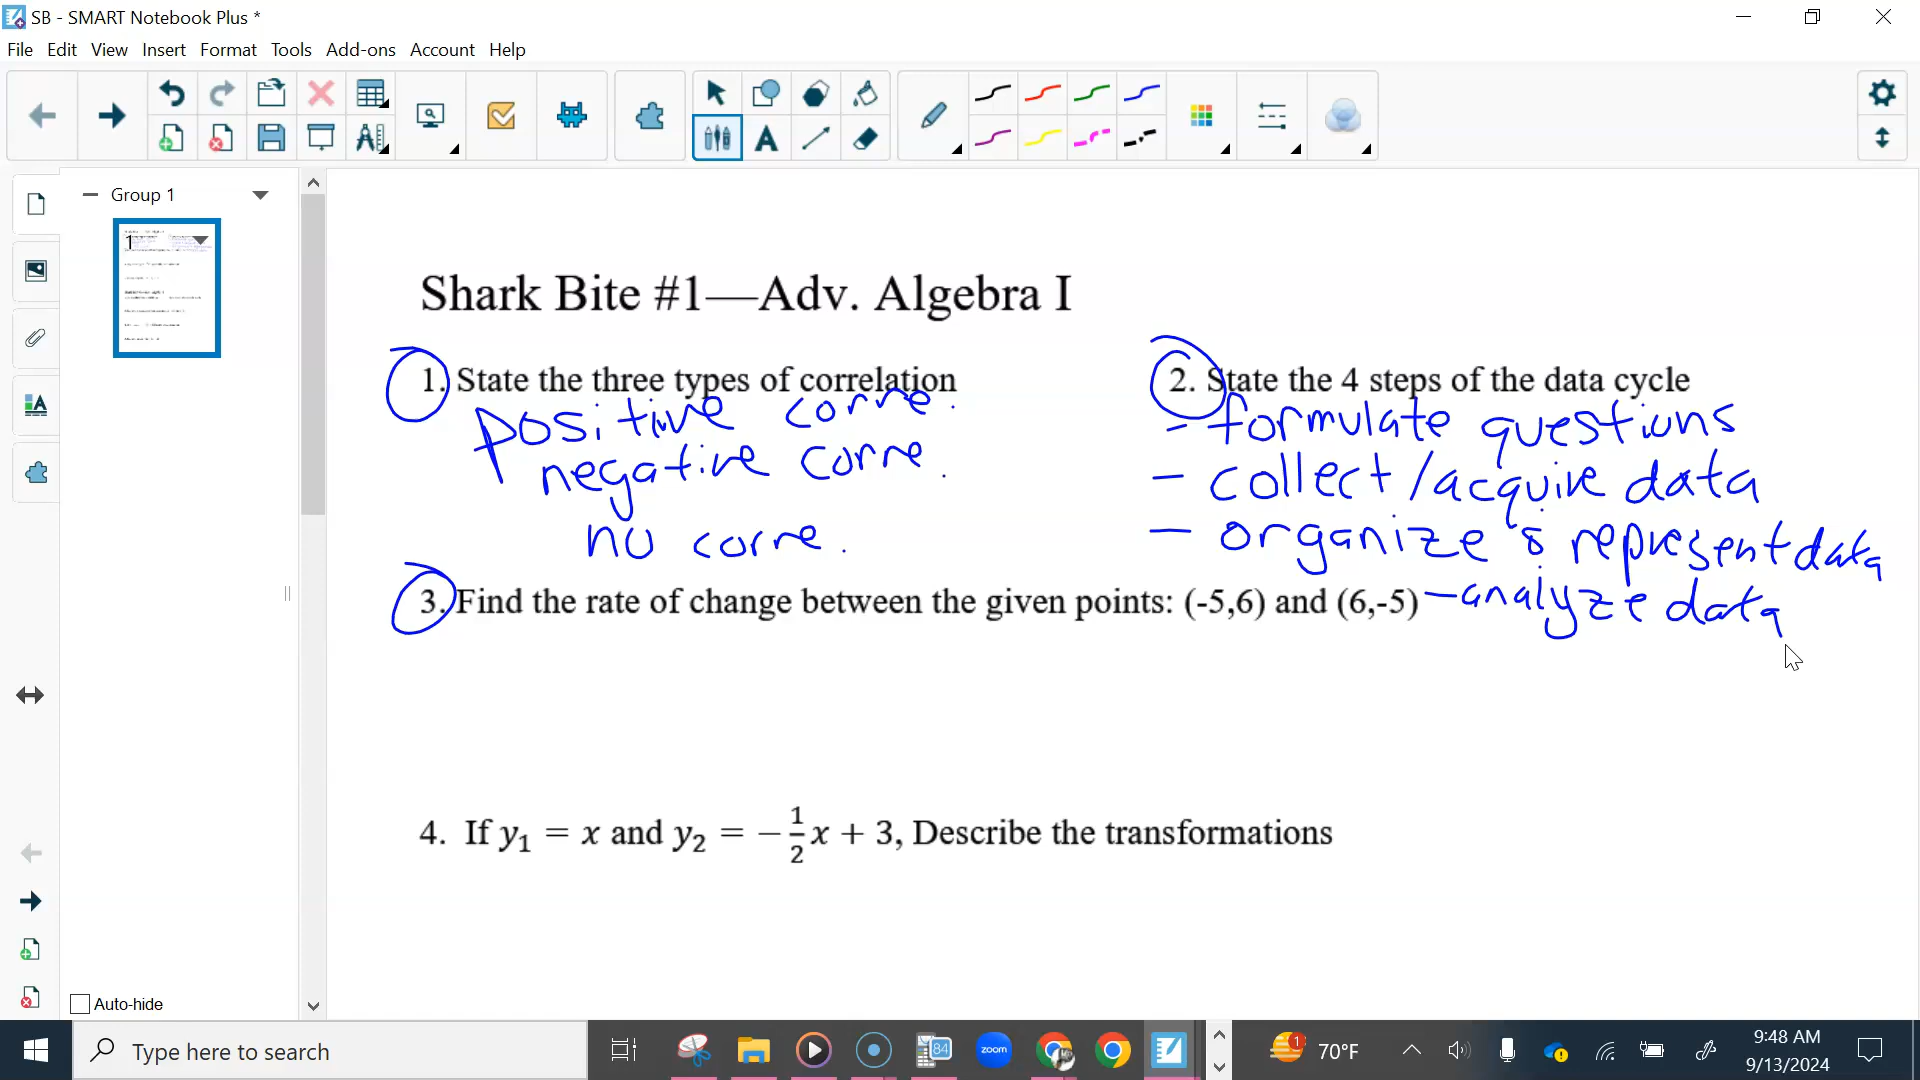 SB - SMART Notebook Plus *
File Edit View Insert Format Tools Add-ons Account Help
Group 1
1
Shark Bite #1—Adv. Algebra I
1. State the three types of correlation
positive corre.
negative corre.
no corre.
2. State the 4 steps of the data cycle
- formulate questions
- collect/acquire data
- organize & represent data
- analyze data
3. Find the rate of change between the given points: (-5,6) and (6,-5)
4. If y₁ = x and y₂ = −½x + 3, Describe the transformations
Auto-hide
Type here to search
84
zoom
1
70°F
9:48 AM
9/13/2024